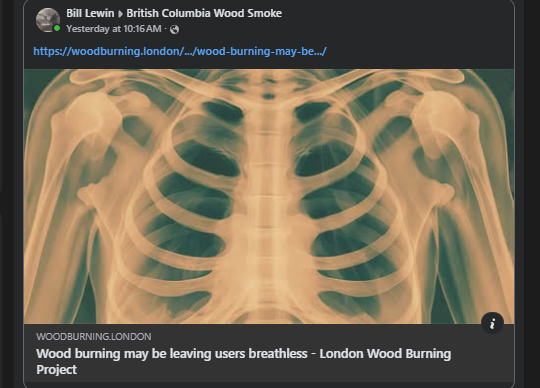 Bill Lewin ▸ British Columbia Wood Smoke
Yesterday at 10:16 AM ·
https://woodburning.london/.../wood-burning-may-be.../
i
WOODBURNING.LONDON
Wood burning may be leaving users breathless - London Wood Burning
Project